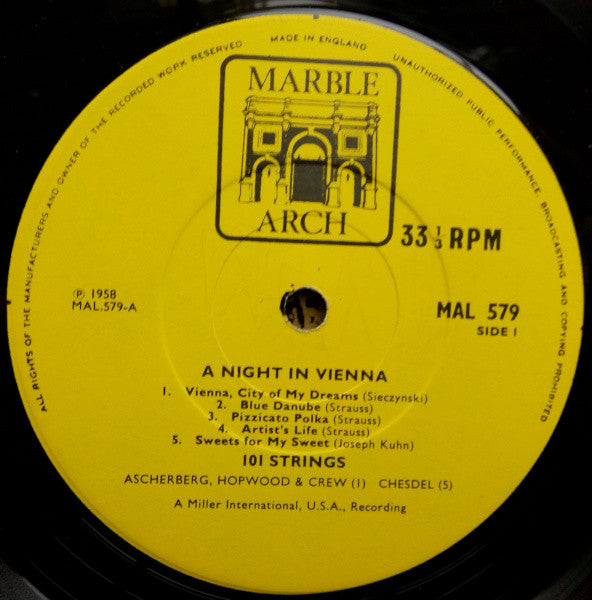 ALL RIGHTS OF THE MANUFACTURERS AND OWNER OF THE RECORDED WORK RESERVED
MADE IN ENGLAND
UNAUTHORIZED PUBLIC PERFORMANCE, BROADCASTING AND COPYING PROHIBITED
MARBLE
ARCH
33 1/3 RPM
℗ 1958
MAL.579-A
MAL 579
SIDE 1
A NIGHT IN VIENNA
1. Vienna, City of My Dreams (Sieczynski)
2. Blue Danube (Strauss)
3. Pizzicato Polka (Strauss)
4. Artist's Life (Strauss)
5. Sweets for My Sweet (Joseph Kuhn)
101 STRINGS
ASCHERBERG, HOPWOOD & CREW (1) CHESDEL (5)
A Miller International, U.S.A., Recording